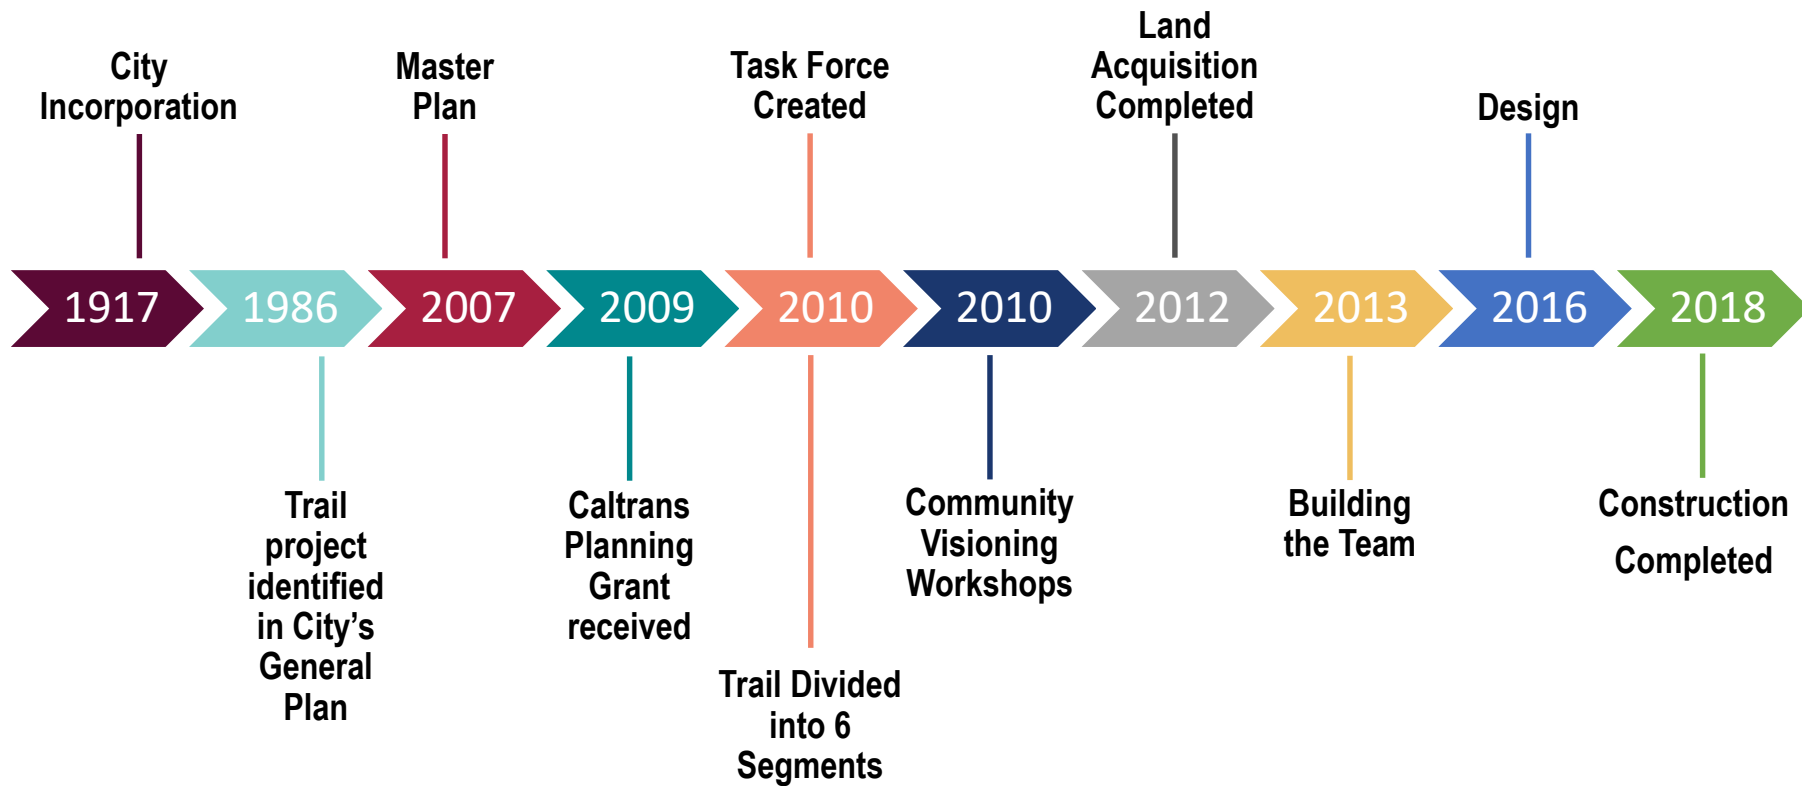 City
Incorporation
Master
Plan
Task Force
Created
Land
Acquisition
Completed
Design
1917
1986
2007
2009
2010
2010
2012
2013
2016
2018
Trail
project
identified
in City’s
General
Plan
Caltrans
Planning
Grant
received
Trail Divided
into 6
Segments
Community
Visioning
Workshops
Building
the Team
Construction
Completed